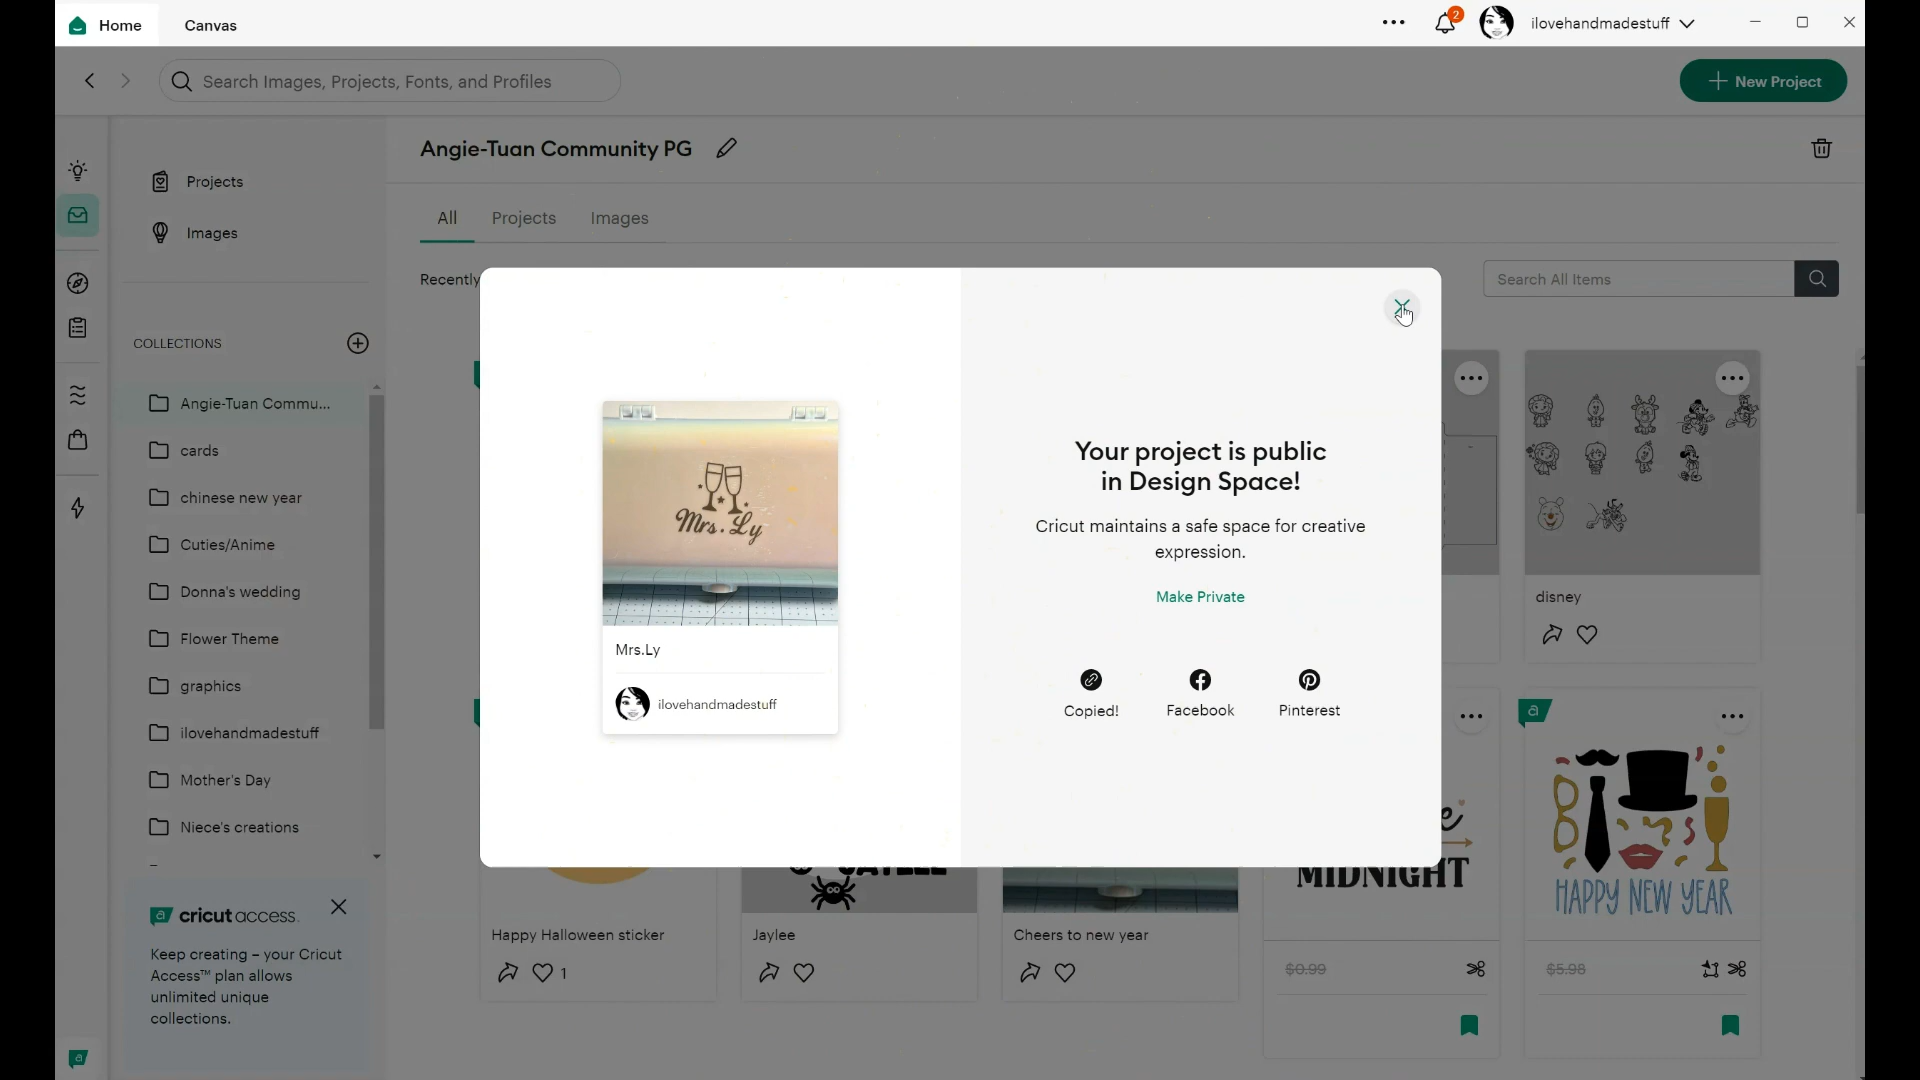 Home
Canvas
2
ilovehandmadestuff
Search Images, Projects, Fonts, and Profiles
New Project
Angie-Tuan Community PG
Projects
Images
All
Projects
Images
Recently
Search All Items
COLLECTIONS
Angie-Tuan Commu...
cards
chinese new year
Cuties/Anime
Donna's wedding
Flower Theme
graphics
ilovehandmadestuff
Mother's Day
Niece's creations
a cricut access.
Keep creating – your Cricut
Access™ plan allows
unlimited unique
collections.
a
Mrs. Ly
Mrs.Ly
ilovehandmadestuff
Your project is public
in Design Space!
Cricut maintains a safe space for creative
expression.
Make Private
Copied!
Facebook
Pinterest
disney
a
MIDNIGHT
HAPPY NEW YEAR
Happy Halloween sticker
1
Jaylee
Cheers to new year
$0.99
$5.98